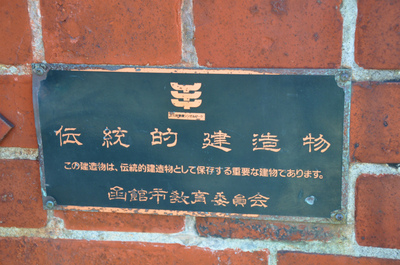 伝統的建造物
この建造物は、伝統的建造物として保存する重要な建物であります。
函館市教育委員会